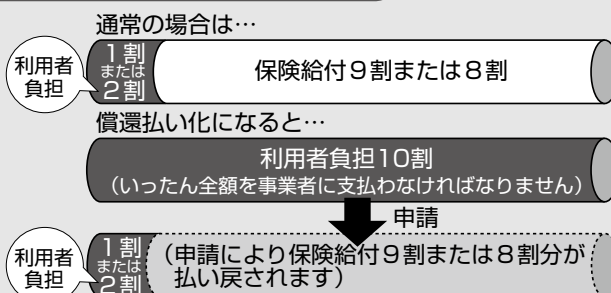 通常の場合は…
利用者
負担
1割
または
2割
保険給付9割または8割
償還払い化になると…
利用者負担10割
（いったん全額を事業者に支払わなければなりません）
申請
利用者
負担
1割
または
2割
（申請により保険給付9割または8割分が
払い戻されます）